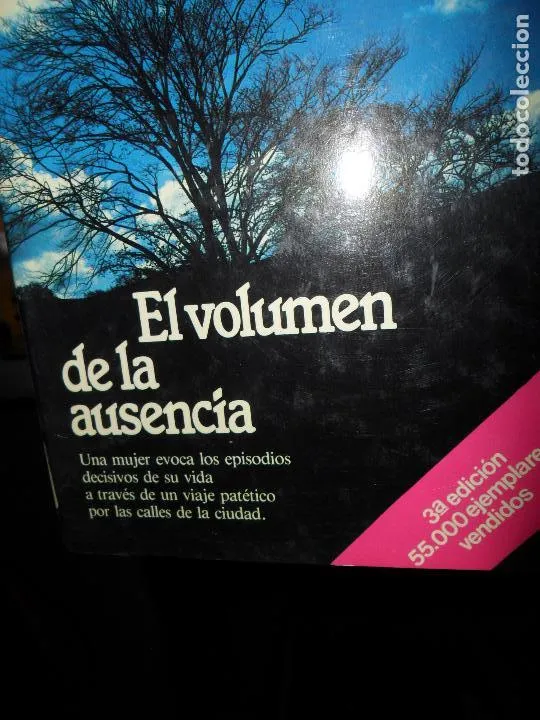 todocoleccion
El volumen
de la
ausencia
Una mujer evoca los episodios
decisivos de su vida
a través de un viaje patético
por las calles de la ciudad.
3ª edición
55.000 ejemplare
vendidos